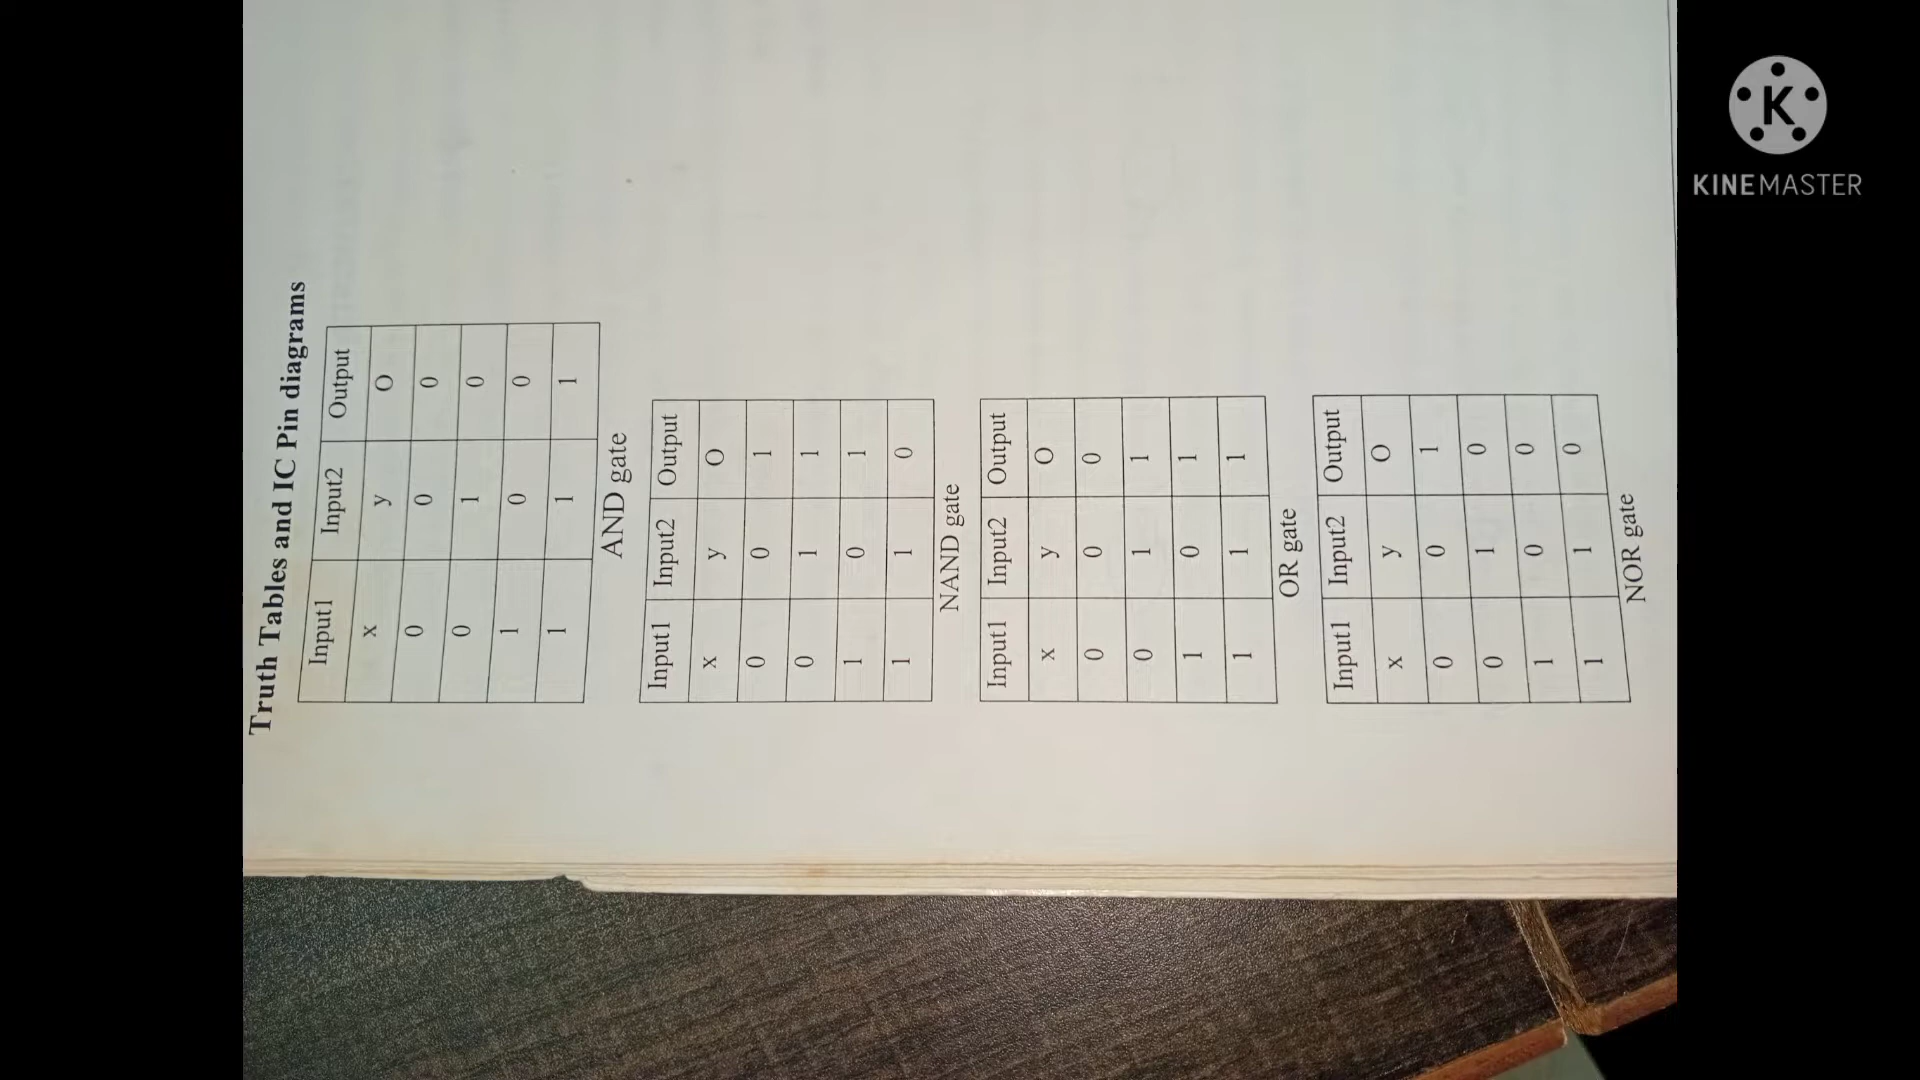 Truth Tables and IC Pin diagrams
Input1 Input2 Output
x y O
0 0 0
0 1 0
1 0 0
1 1 1
AND gate
Input1 Input2 Output
x y O
0 0 1
0 1 1
1 0 1
1 1 0
NAND gate
Input1 Input2 Output
x y O
0 0 0
0 1 1
1 0 1
1 1 1
OR gate
Input1 Input2 Output
x y O
0 0 1
0 1 0
1 0 0
1 1 0
NOR gate
K
KINEMASTER